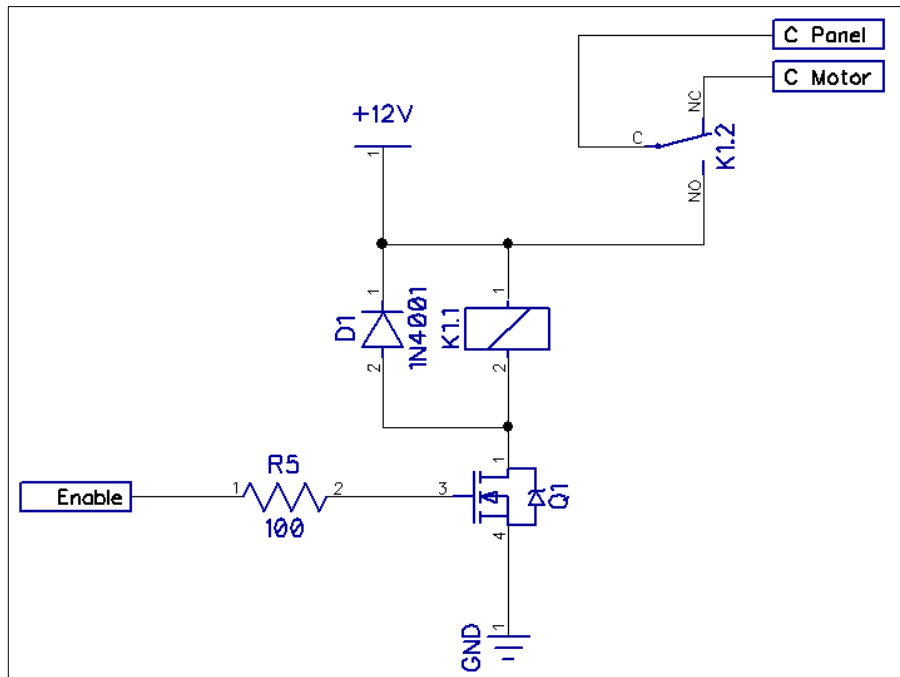 C Panel
C Motor
+12V
1
NC
C
K1.2
NO
1
1
D1
1N4001
K1.1
2
2
R5
1
Enable
1
2
3
Q1
100
4
1
GND